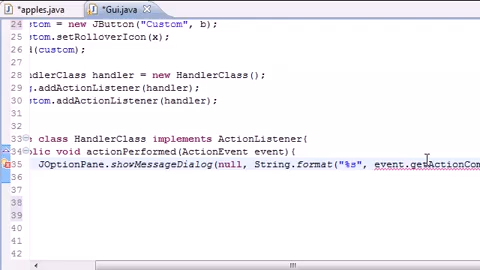 *apples.java
*Gui.java
24 stom = new JButton("Custom", b);
25 stom.setRolloverIcon(x);
26 d(custom);
27
28 ndlerClass handler = new HandlerClass();
29 g.addActionListener(handler);
30 stom.addActionListener(handler);
31
32
33 e class HandlerClass implements ActionListener{
34 blic void actionPerformed(ActionEvent event){
35 JOptionPane.showMessageDialog(null, String.format("%s", event.getActionCom
36
37
38
39
40
41
42